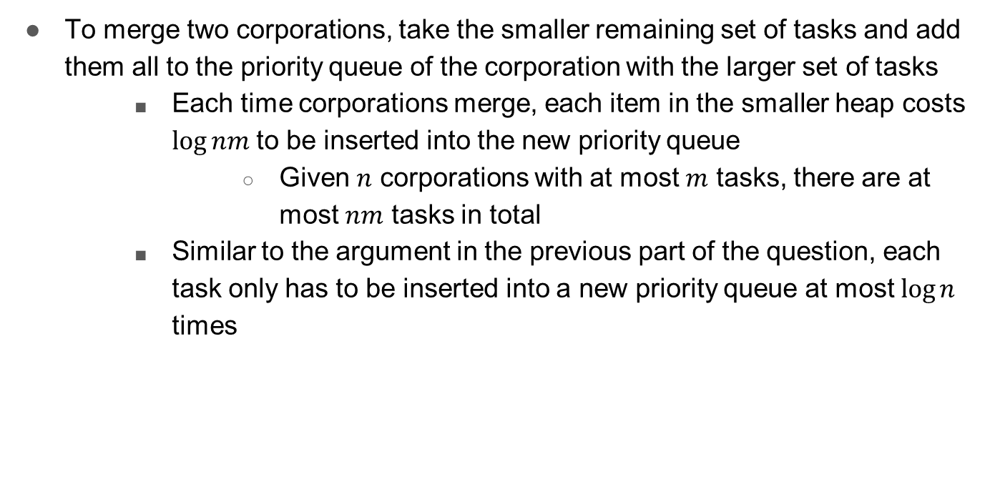 ● To merge two corporations, take the smaller remaining set of tasks and add
them all to the priority queue of the corporation with the larger set of tasks
■ Each time corporations merge, each item in the smaller heap costs
log nm to be inserted into the new priority queue
○ Given n corporations with at most m tasks, there are at
most nm tasks in total
■ Similar to the argument in the previous part of the question, each
task only has to be inserted into a new priority queue at most log n
times